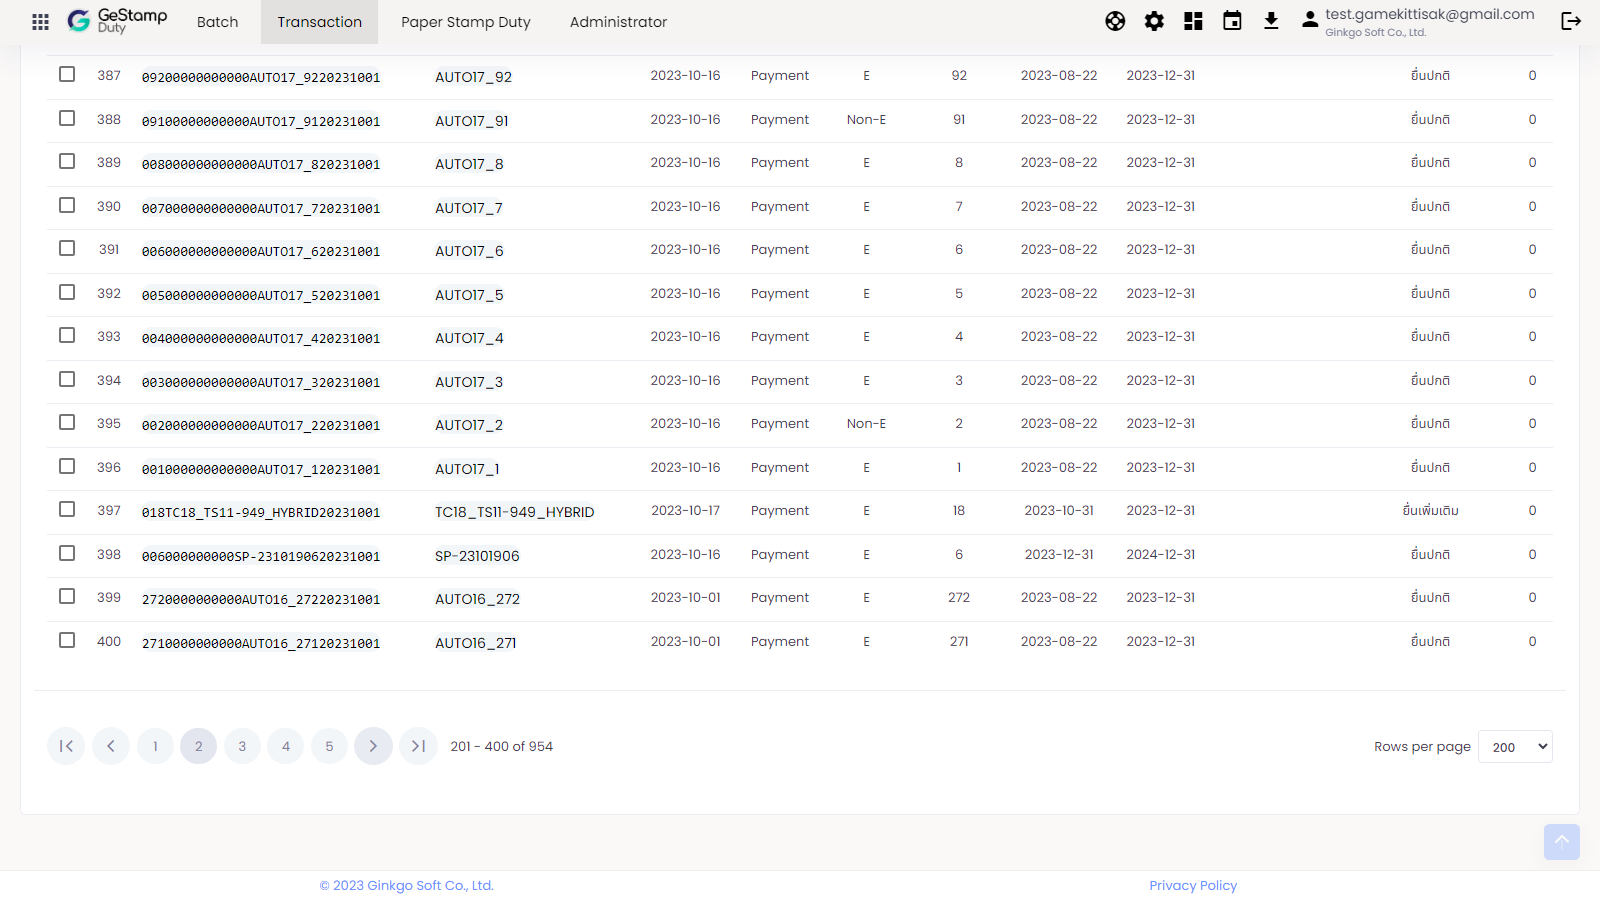 GeStamp Duty Batch Transaction Paper Stamp Duty Administrator test.gamekittisak@gmail.com
Ginkgo Soft Co., Ltd.
387 09200000000000AUTO17_9220231001 AUTO17_92 2023-10-16 Payment E 92 2023-08-22 2023-12-31 ยื่นปกติ 0
388 09100000000000AUTO17_9120231001 AUTO17_91 2023-10-16 Payment Non-E 91 2023-08-22 2023-12-31 ยื่นปกติ 0
389 008000000000000AUTO17_820231001 AUTO17_8 2023-10-16 Payment E 8 2023-08-22 2023-12-31 ยื่นปกติ 0
390 007000000000000AUTO17_720231001 AUTO17_7 2023-10-16 Payment E 7 2023-08-22 2023-12-31 ยื่นปกติ 0
391 006000000000000AUTO17_620231001 AUTO17_6 2023-10-16 Payment E 6 2023-08-22 2023-12-31 ยื่นปกติ 0
392 005000000000000AUTO17_520231001 AUTO17_5 2023-10-16 Payment E 5 2023-08-22 2023-12-31 ยื่นปกติ 0
393 004000000000000AUTO17_420231001 AUTO17_4 2023-10-16 Payment E 4 2023-08-22 2023-12-31 ยื่นปกติ 0
394 003000000000000AUTO17_320231001 AUTO17_3 2023-10-16 Payment E 3 2023-08-22 2023-12-31 ยื่นปกติ 0
395 002000000000000AUTO17_220231001 AUTO17_2 2023-10-16 Payment Non-E 2 2023-08-22 2023-12-31 ยื่นปกติ 0
396 001000000000000AUTO17_120231001 AUTO17_1 2023-10-16 Payment E 1 2023-08-22 2023-12-31 ยื่นปกติ 0
397 018TC18_TS11-949_HYBRID20231001 TC18_TS11-949_HYBRID 2023-10-17 Payment E 18 2023-10-31 2023-12-31 ยื่นเพิ่มเติม 0
398 006000000000SP-2310190620231001 SP-23101906 2023-10-16 Payment E 6 2023-12-31 2024-12-31 ยื่นปกติ 0
399 2720000000000AUTO16_27220231001 AUTO16_272 2023-10-01 Payment E 272 2023-08-22 2023-12-31 ยื่นปกติ 0
400 2710000000000AUTO16_27120231001 AUTO16_271 2023-10-01 Payment E 271 2023-08-22 2023-12-31 ยื่นปกติ 0
1 2 3 4 5 201 - 400 of 954 Rows per page 200
© 2023 Ginkgo Soft Co., Ltd. Privacy Policy